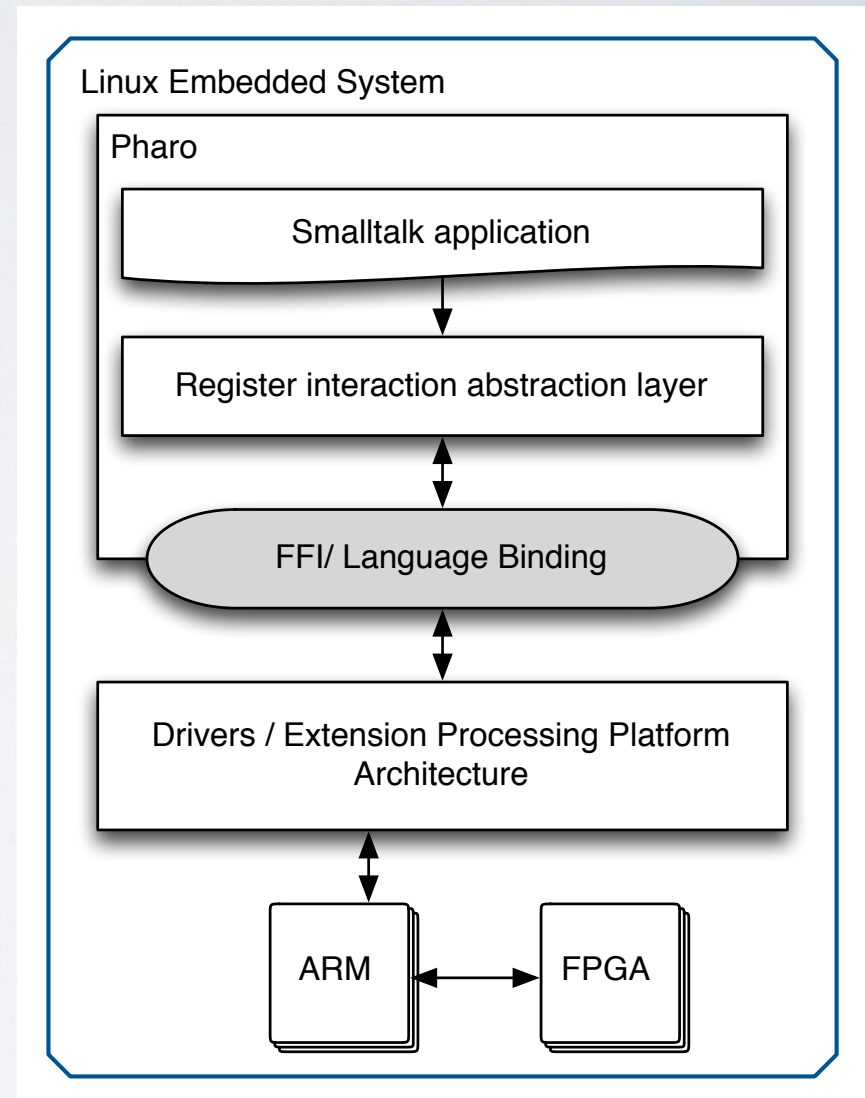 Linux Embedded System
Pharo
Smalltalk application
Register interaction abstraction layer
FFI/ Language Binding
Drivers / Extension Processing Platform
Architecture
ARM
FPGA